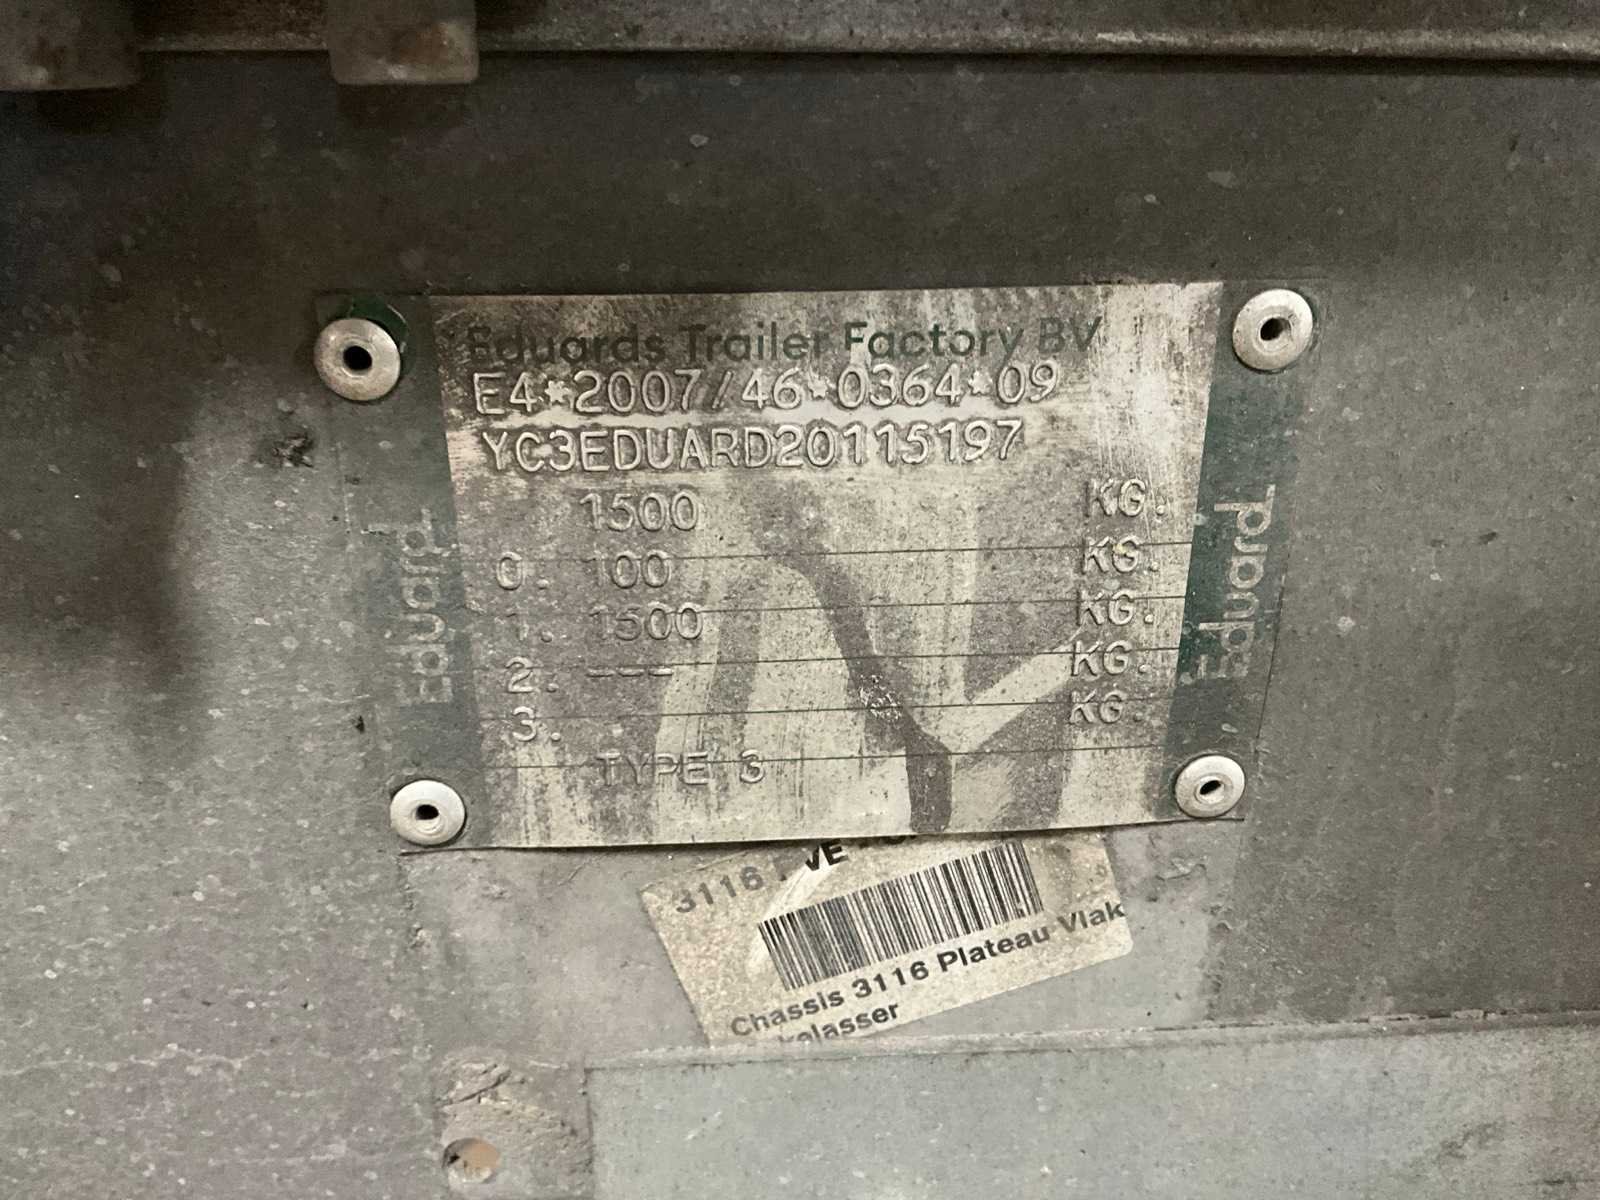 Eduards Trailer Factory BV
E4*2007/46*0364*09
YC3EDUARD20115197
1500 KG.
0. 100 KG.
1. 1500 KG.
2. --- KG.
3. KG.
TYPE 3
Eduard
Eduard
3116
Chassis 3116 Plateau Vlak